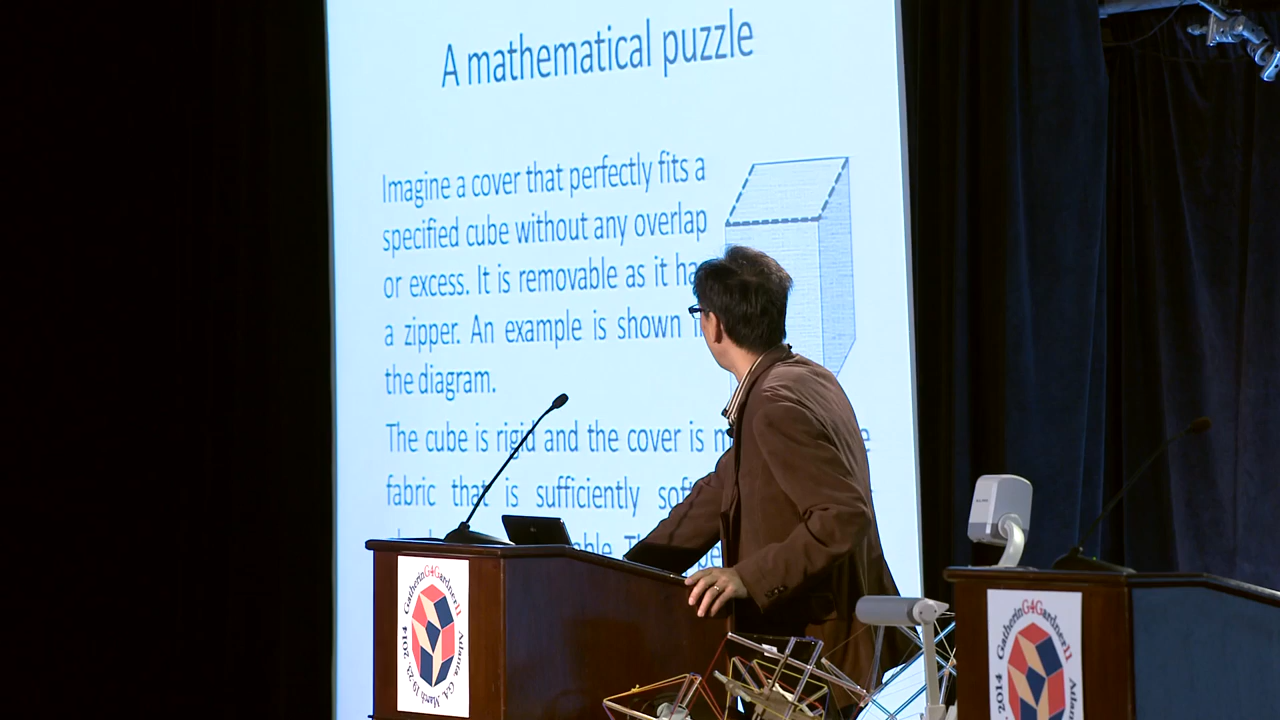 A mathematical puzzle
Imagine a cover that perfectly fits a
specified cube without any overlap
or excess. It is removable as it
a zipper. An example is shown
the diagram.
The cube is rigid and the cover is
fabric that is sufficiently
GatherinG4Gardner11
Atlanta, GA, March 19-23, 2014
GatherinG4Gardner11
Atlanta
2014